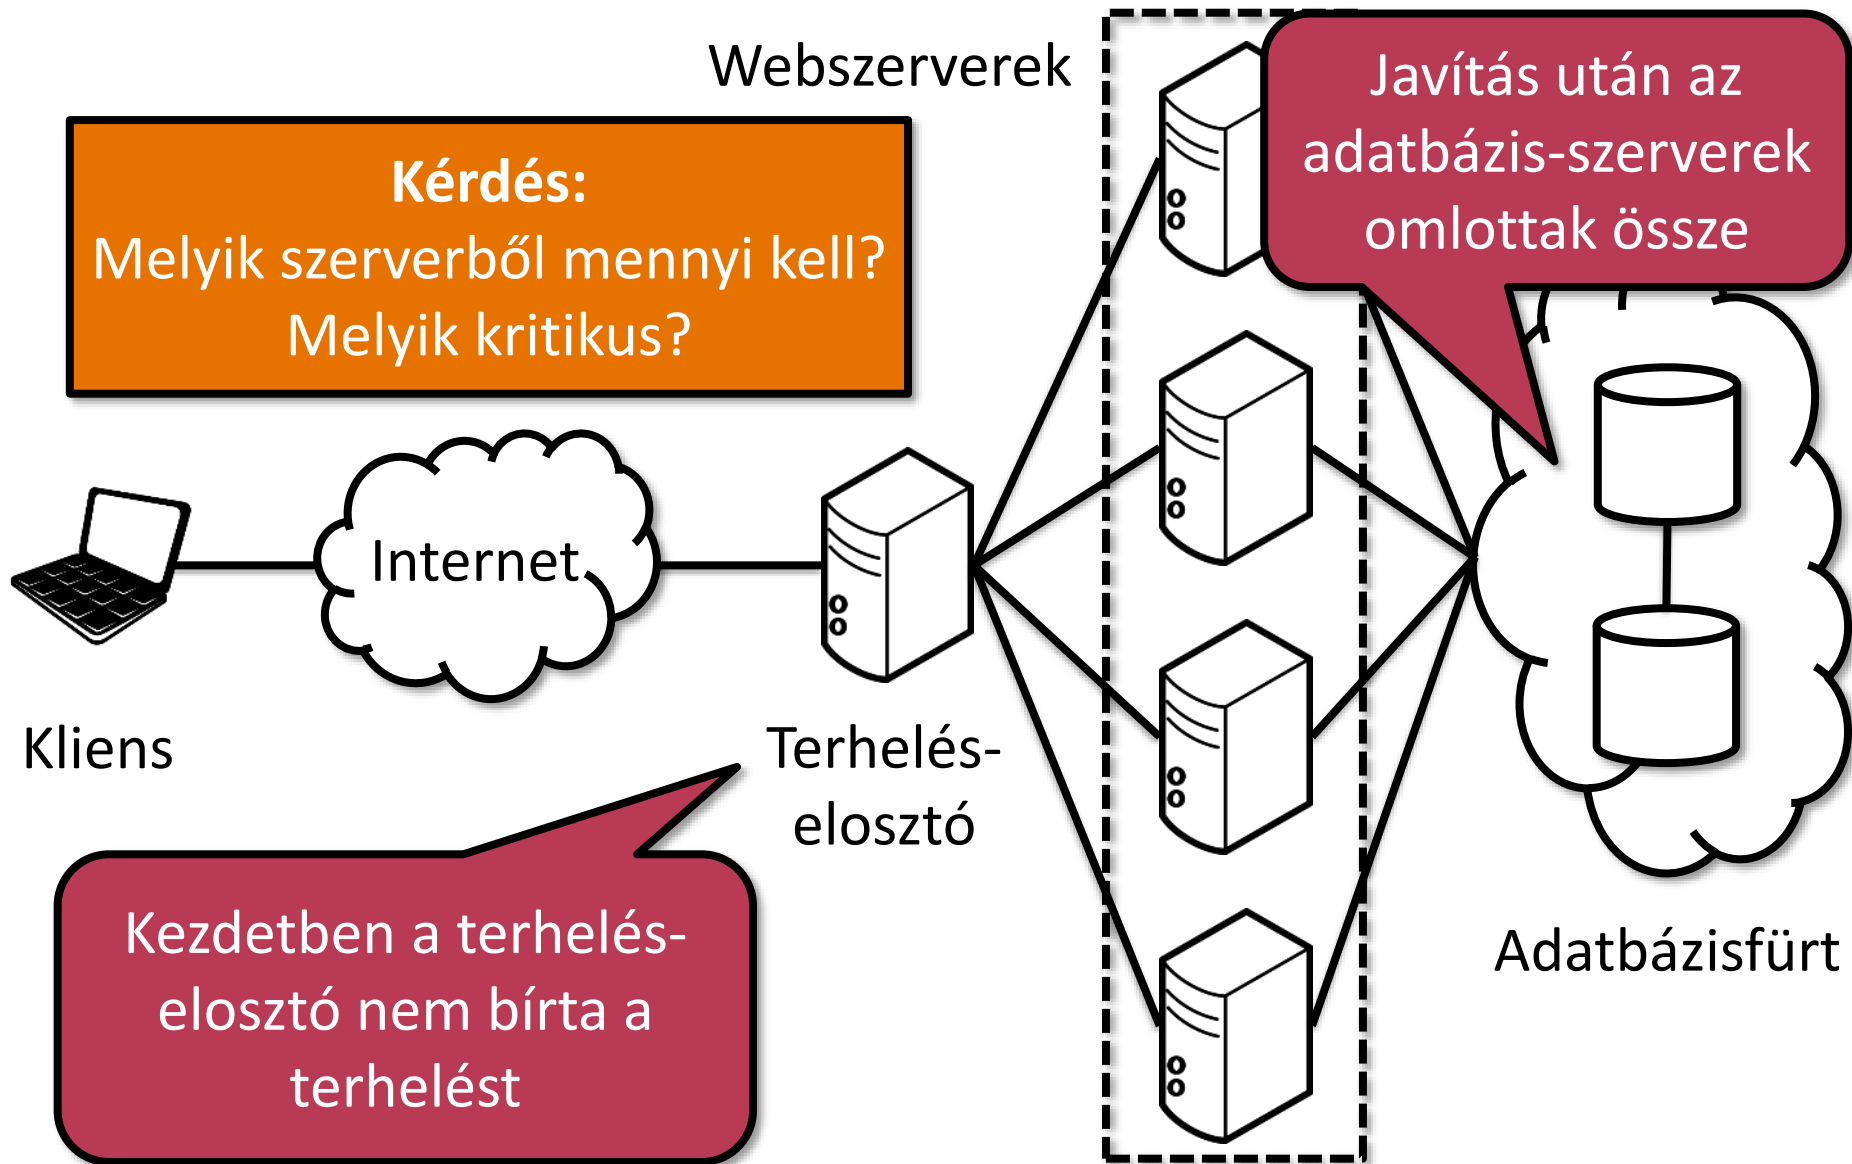 Webszerverek
Javítás után az
adatbázis-szerverek
omlottak össze
Kérdés:
Melyik szerverből mennyi kell?
Melyik kritikus?
Internet
Kliens
Terhelés-
elosztó
Kezdetben a terhelés-
elosztó nem bírta a
terhelést
Adatbázisfürt